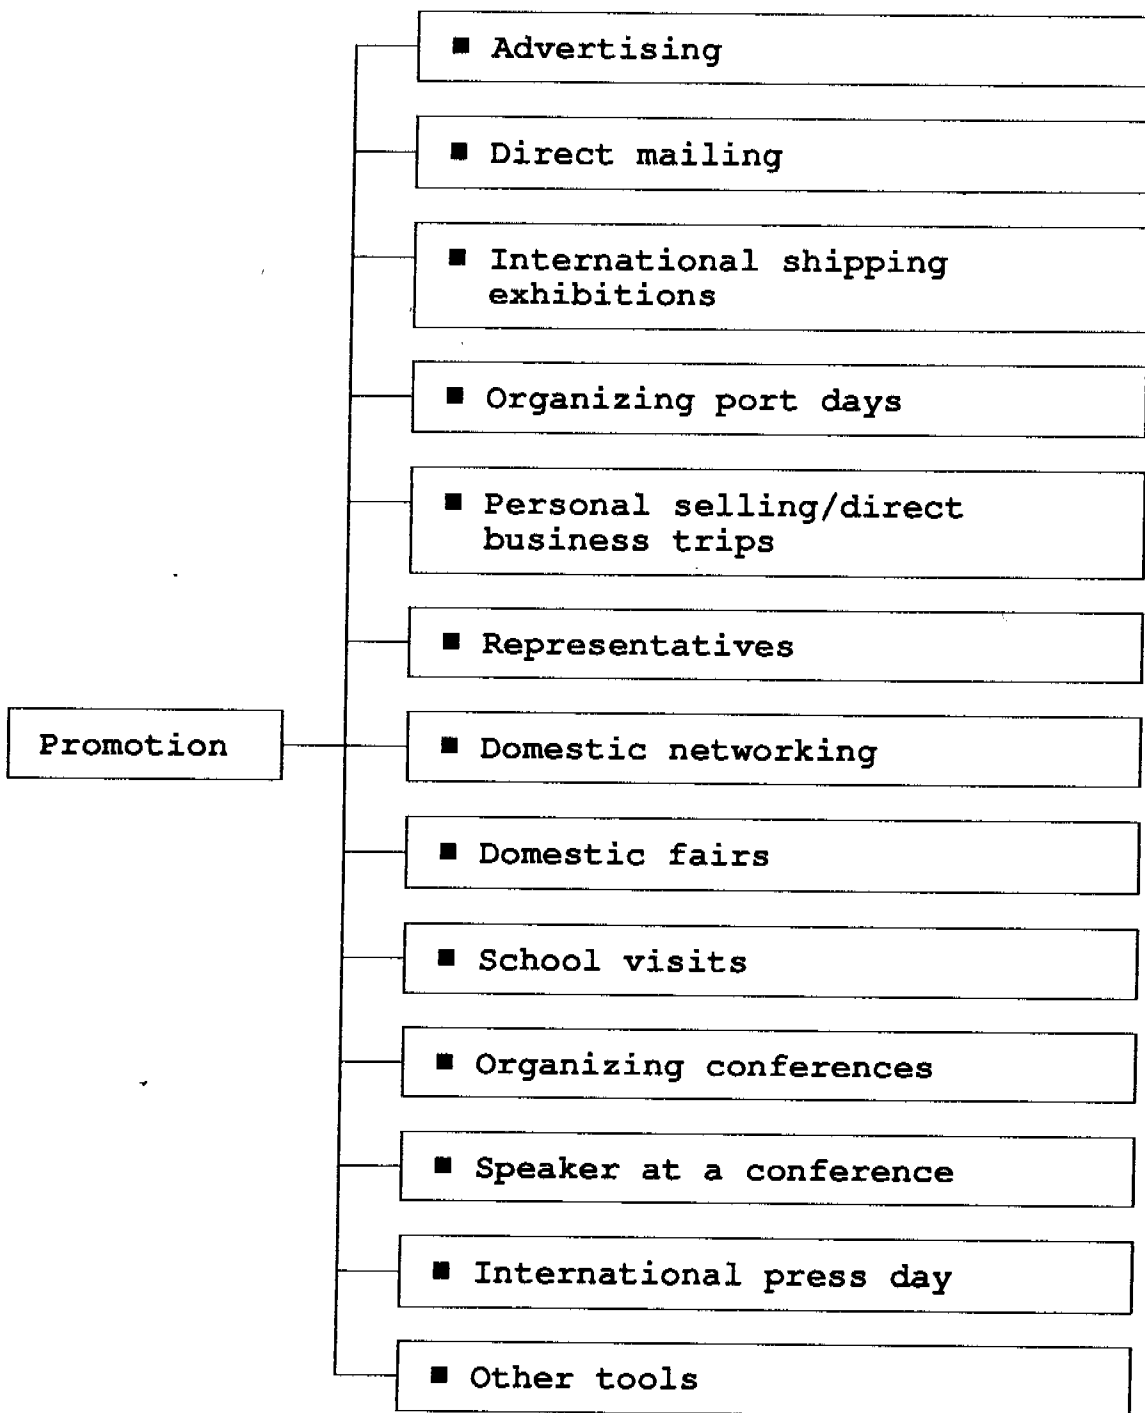 ■ Advertising
■ Direct mailing
■ International shipping
exhibitions
■ Organizing port days
■ Personal selling/direct
business trips
■ Representatives
Promotion
■ Domestic networking
■ Domestic fairs
■ School visits
■ Organizing conferences
■ Speaker at a conference
■ International press day
■ Other tools